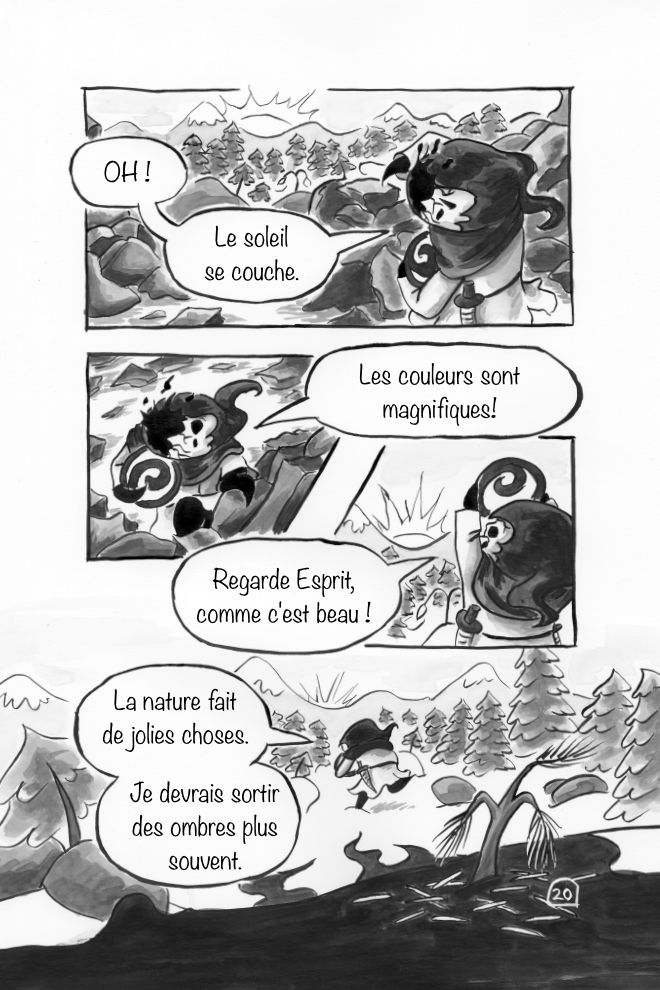 OH !
Le soleil
se couche.
Les couleurs sont
magnifiques!
Regarde Esprit,
comme c'est beau !
La nature fait
de jolies choses.
Je devrais sortir
des ombres plus
souvent.
20